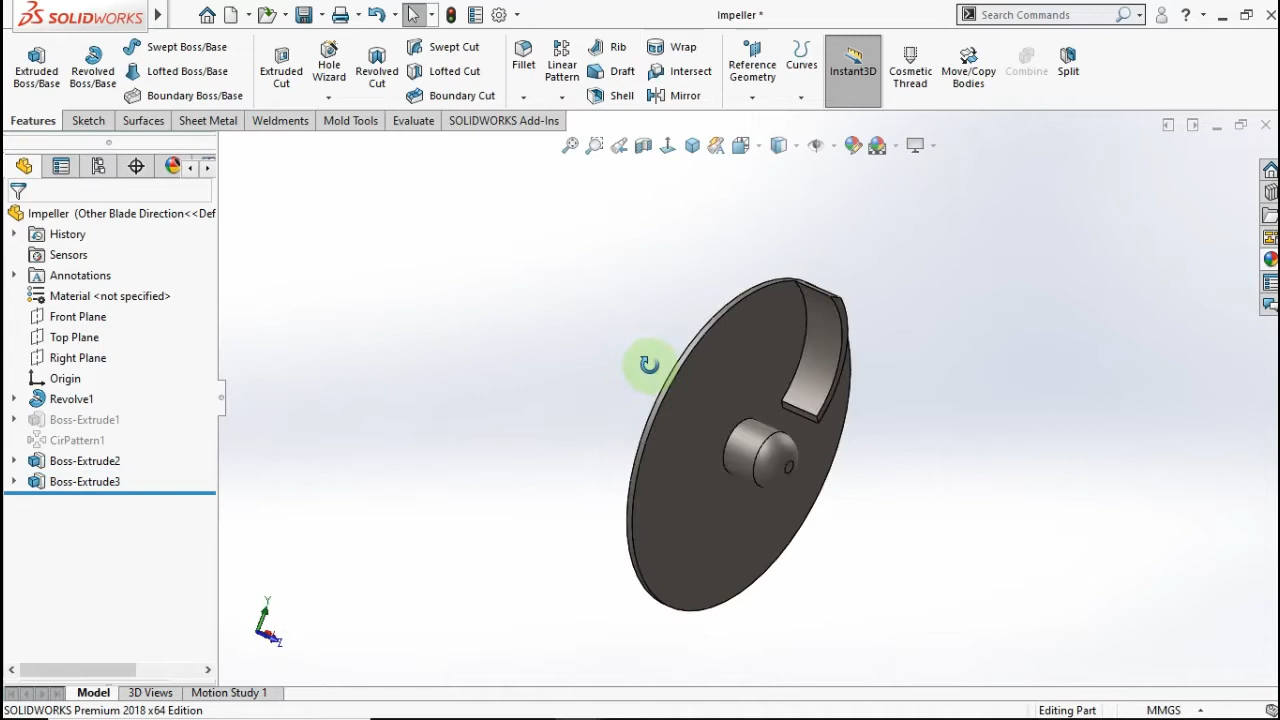 SOLIDWORKS
Impeller *
Search Commands
?
Extruded Boss/Base
Revolved Boss/Base
Swept Boss/Base
Lofted Boss/Base
Boundary Boss/Base
Extruded Cut
Hole Wizard
Revolved Cut
Swept Cut
Lofted Cut
Boundary Cut
Fillet
Linear Pattern
Rib
Draft
Shell
Wrap
Intersect
Mirror
Reference Geometry
Curves
Instant3D
Cosmetic Thread
Move/Copy Bodies
Combine
Split
Features
Sketch
Surfaces
Sheet Metal
Weldments
Mold Tools
Evaluate
SOLIDWORKS Add-Ins
Impeller (Other Blade Direction<<Def
History
Sensors
Annotations
Material <not specified>
Front Plane
Top Plane
Right Plane
Origin
Revolve1
Boss-Extrude1
CirPattern1
Boss-Extrude2
Boss-Extrude3
Y
Z
Model
3D Views
Motion Study 1
SOLIDWORKS Premium 2018 x64 Edition
Editing Part
MMGS